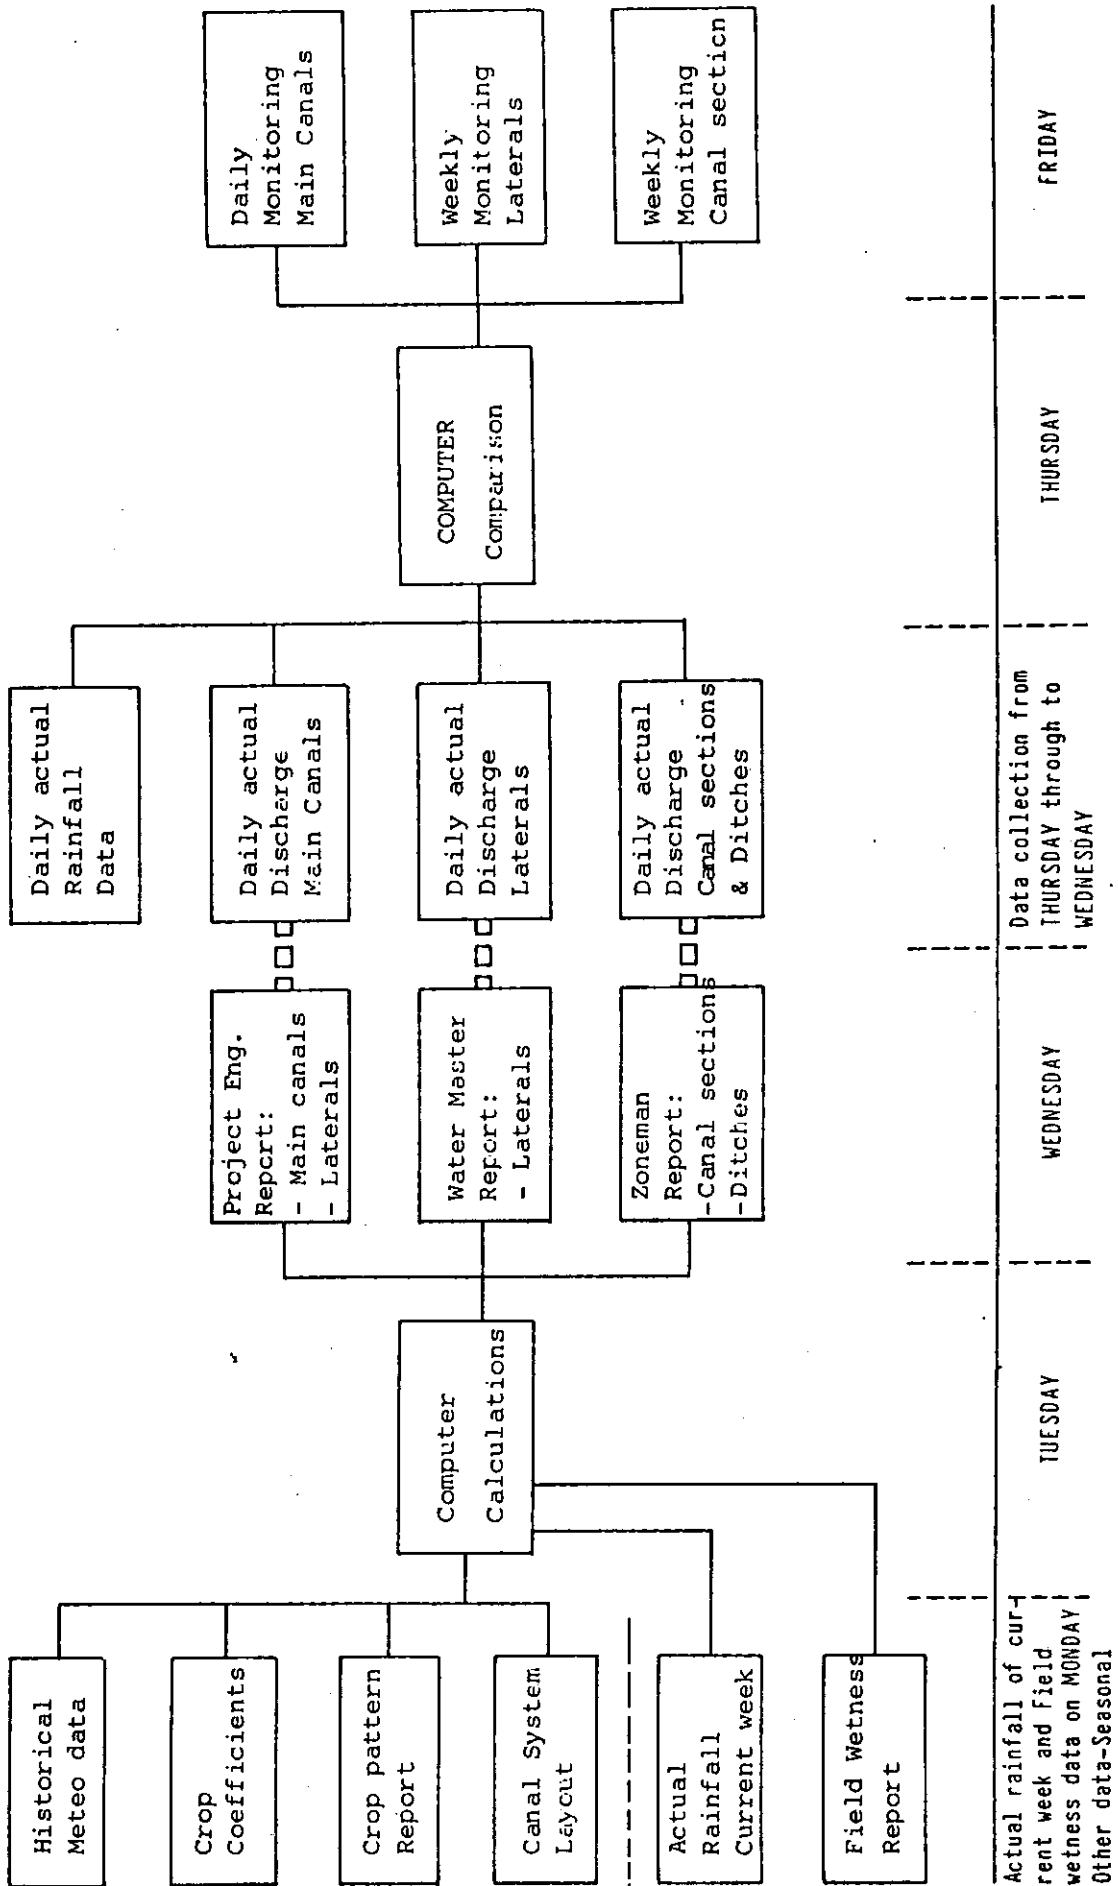 Historical
Meteo data
Crop
Coefficients
Crop pattern
Report
Canal System
Layout
Actual
Rainfall
Current week
Field Wetness
Report
Computer
Calculations
Project Eng.
Repcrt:
- Main canals
- Laterals
Water Master
Report:
- Laterals
Zoneman
Report:
-Canal sections
-Ditches
Daily actual
Rainfall
Data
Daily actual
Discharge
Main Canals
Daily actual
Discharge
Laterals
Daily actual
Discharge
Canal sections
& Ditches
COMPUTER
Comparison
Daily
Monitoring
Main Canals
Weekly
Monitoring
Laterals
Weekly
Monitoring
Canal section
Actual rainfall of cur-
rent week and Field
wetness data on MONDAY
Other data-Seasonal
TUESDAY
WEDNESDAY
Data collection from
THURSDAY through to
WEDNESDAY
THURSDAY
FRIDAY